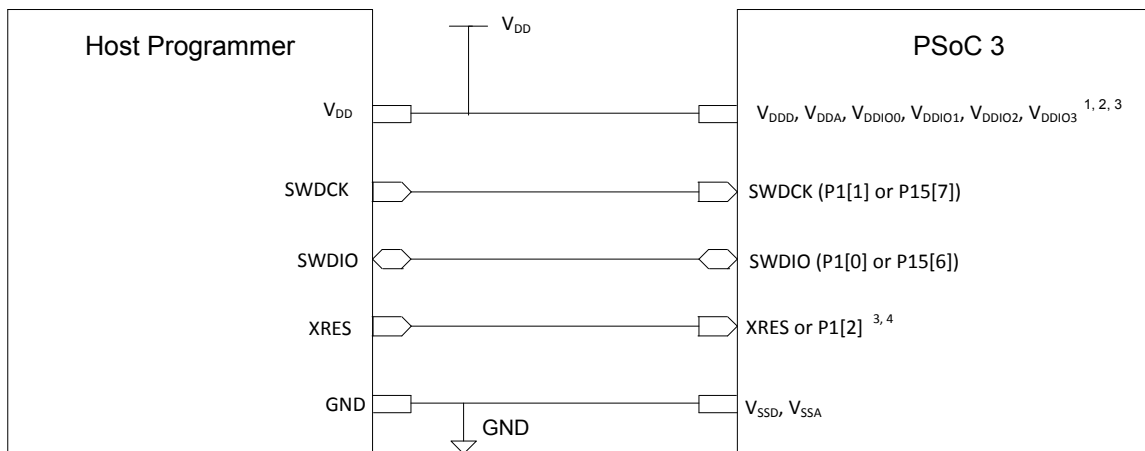 V_DD
Host Programmer
PSoC 3
V_DD
V_DDD, V_DDA, V_DDIO0, V_DDIO1, V_DDIO2, V_DDIO3 1, 2, 3
SWDCK
SWDCK (P1[1] or P15[7])
SWDIO
SWDIO (P1[0] or P15[6])
XRES
XRES or P1[2] 3, 4
GND
GND
V_SSD, V_SSA